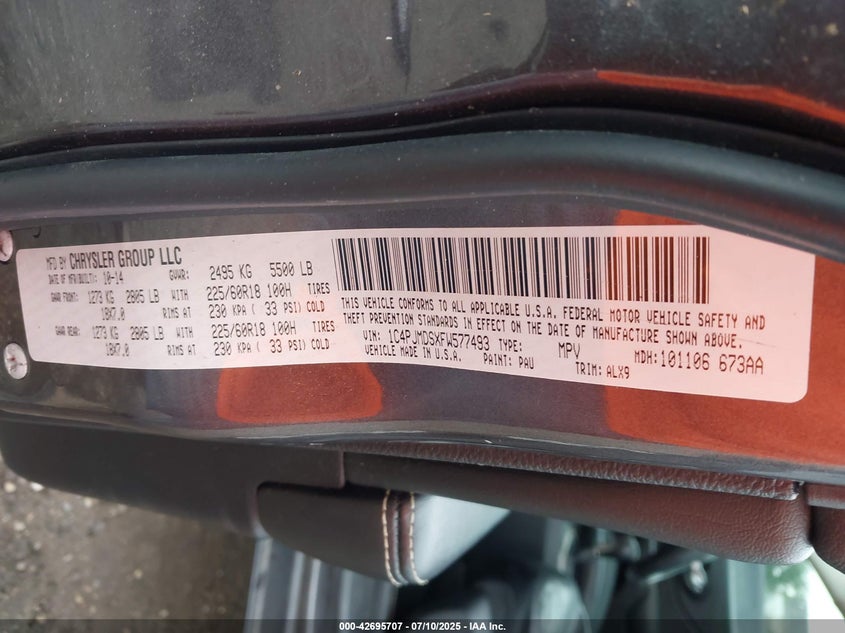 MFD BY CHRYSLER GROUP LLC
DATE OF MFR(BUILT): 10-14 GVWR: 2495 KG 5500 LB
GAWR FRONT: 1273 KG 2805 LB WITH 225/60R18 100H TIRES
18X7.0 RIMS AT 230 KPA ( 33 PSI) COLD
GAWR REAR: 1273 KG 2805 LB WITH 225/60R18 100H TIRES
18X7.0 RIMS AT 230 KPA ( 33 PSI) COLD
THIS VEHICLE CONFORMS TO ALL APPLICABLE U.S.A. FEDERAL MOTOR VEHICLE SAFETY AND
THEFT PREVENTION STANDARDS IN EFFECT ON THE DATE OF MANUFACTURE SHOWN ABOVE.
VIN: 1C4PJMDSXFW577493 TYPE: MPV MDH:101106 673AA
VEHICLE MADE IN U.S.A. PAINT: PAU TRIM: ALX9
000-42695707 - 07/10/2025 - IAA Inc.